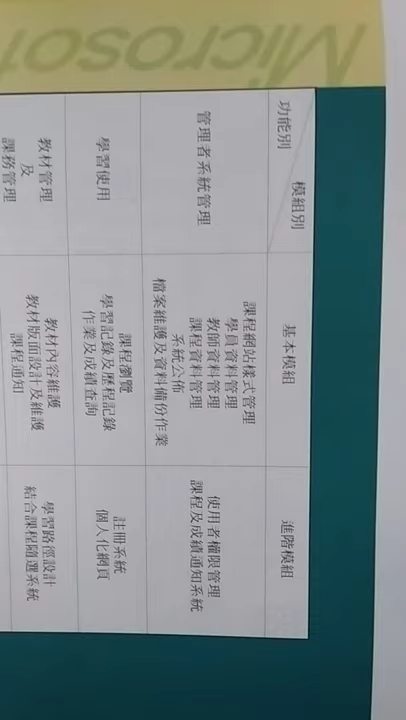 Microsof
模組別
功能別
基本模組
進階模組
管理者系統管理
課程網站樣式管理
學員資料管理
教師資料管理
課程資料管理
系統公佈
檔案維護及資料備份作業
使用者權限管理
課程及成績通知系統
學習使用
課程瀏覽
學習記錄及歷程記錄
作業及成績查詢
註冊系統
個人化網頁
教材管理
及
課務管理
教材內容維護
教材版面設計及維護
課程通知
學習路徑設計
結合課程隨選系統